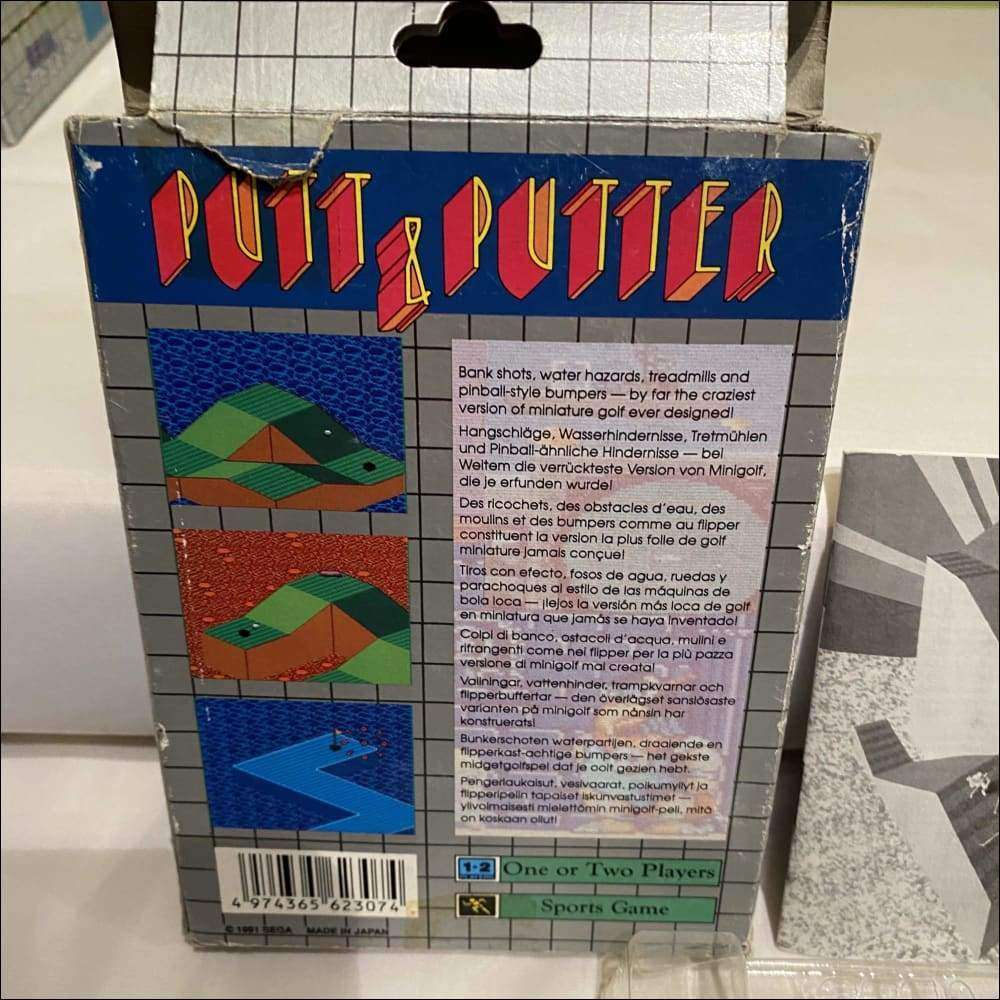 PUTT & PUTTER
Bank shots, water hazards, treadmills and
pinball-style bumpers — by far the craziest
version of miniature golf ever designed!
Hangschläge, Wasserhindernisse, Tretmühlen
und Pinball-ähnliche Hindernisse — bei
Weitem die verrückteste Version von Minigolf,
die je erfunden wurde!
Des ricochets, des obstacles d'eau, des
moulins et des bumpers comme au flipper
constituent la version la plus folle de golf
miniature jamais conçue!
Tiros con efecto, fosos de agua, ruedas y
parachoques al estilo de las máquinas de
bola loca — ¡lejos la versión más loca de golf
en miniatura que jamás se haya inventado!
Colpi di banco, ostacoli d'acqua, mulini e
rifrangenti come nei flipper per la più pazza
versione di minigolf mai creata!
Vallningar, vattenhinder, trampkvarnar och
flipperbuffertar — den överlägset sanslösaste
varianten på minigolf som nånsin har
konstruerats!
Bunkerschoten waterpartijen, draaiende en
flipperkast-achtige bumpers — het gekste
midgetgolfspel dat je ooit gezien hebt.
Pengerlaukaisut, vesivaarat, polkumyllyt ja
flipperipelin tapaiset iskunvastustimet —
ylivoimaisesti mielettömin minigolf-peli, mitä
on koskaan ollut!
1·2
PLAYERS
One or Two Players
Sports Game
4 974365 623074
© 1991 SEGA MADE IN JAPAN